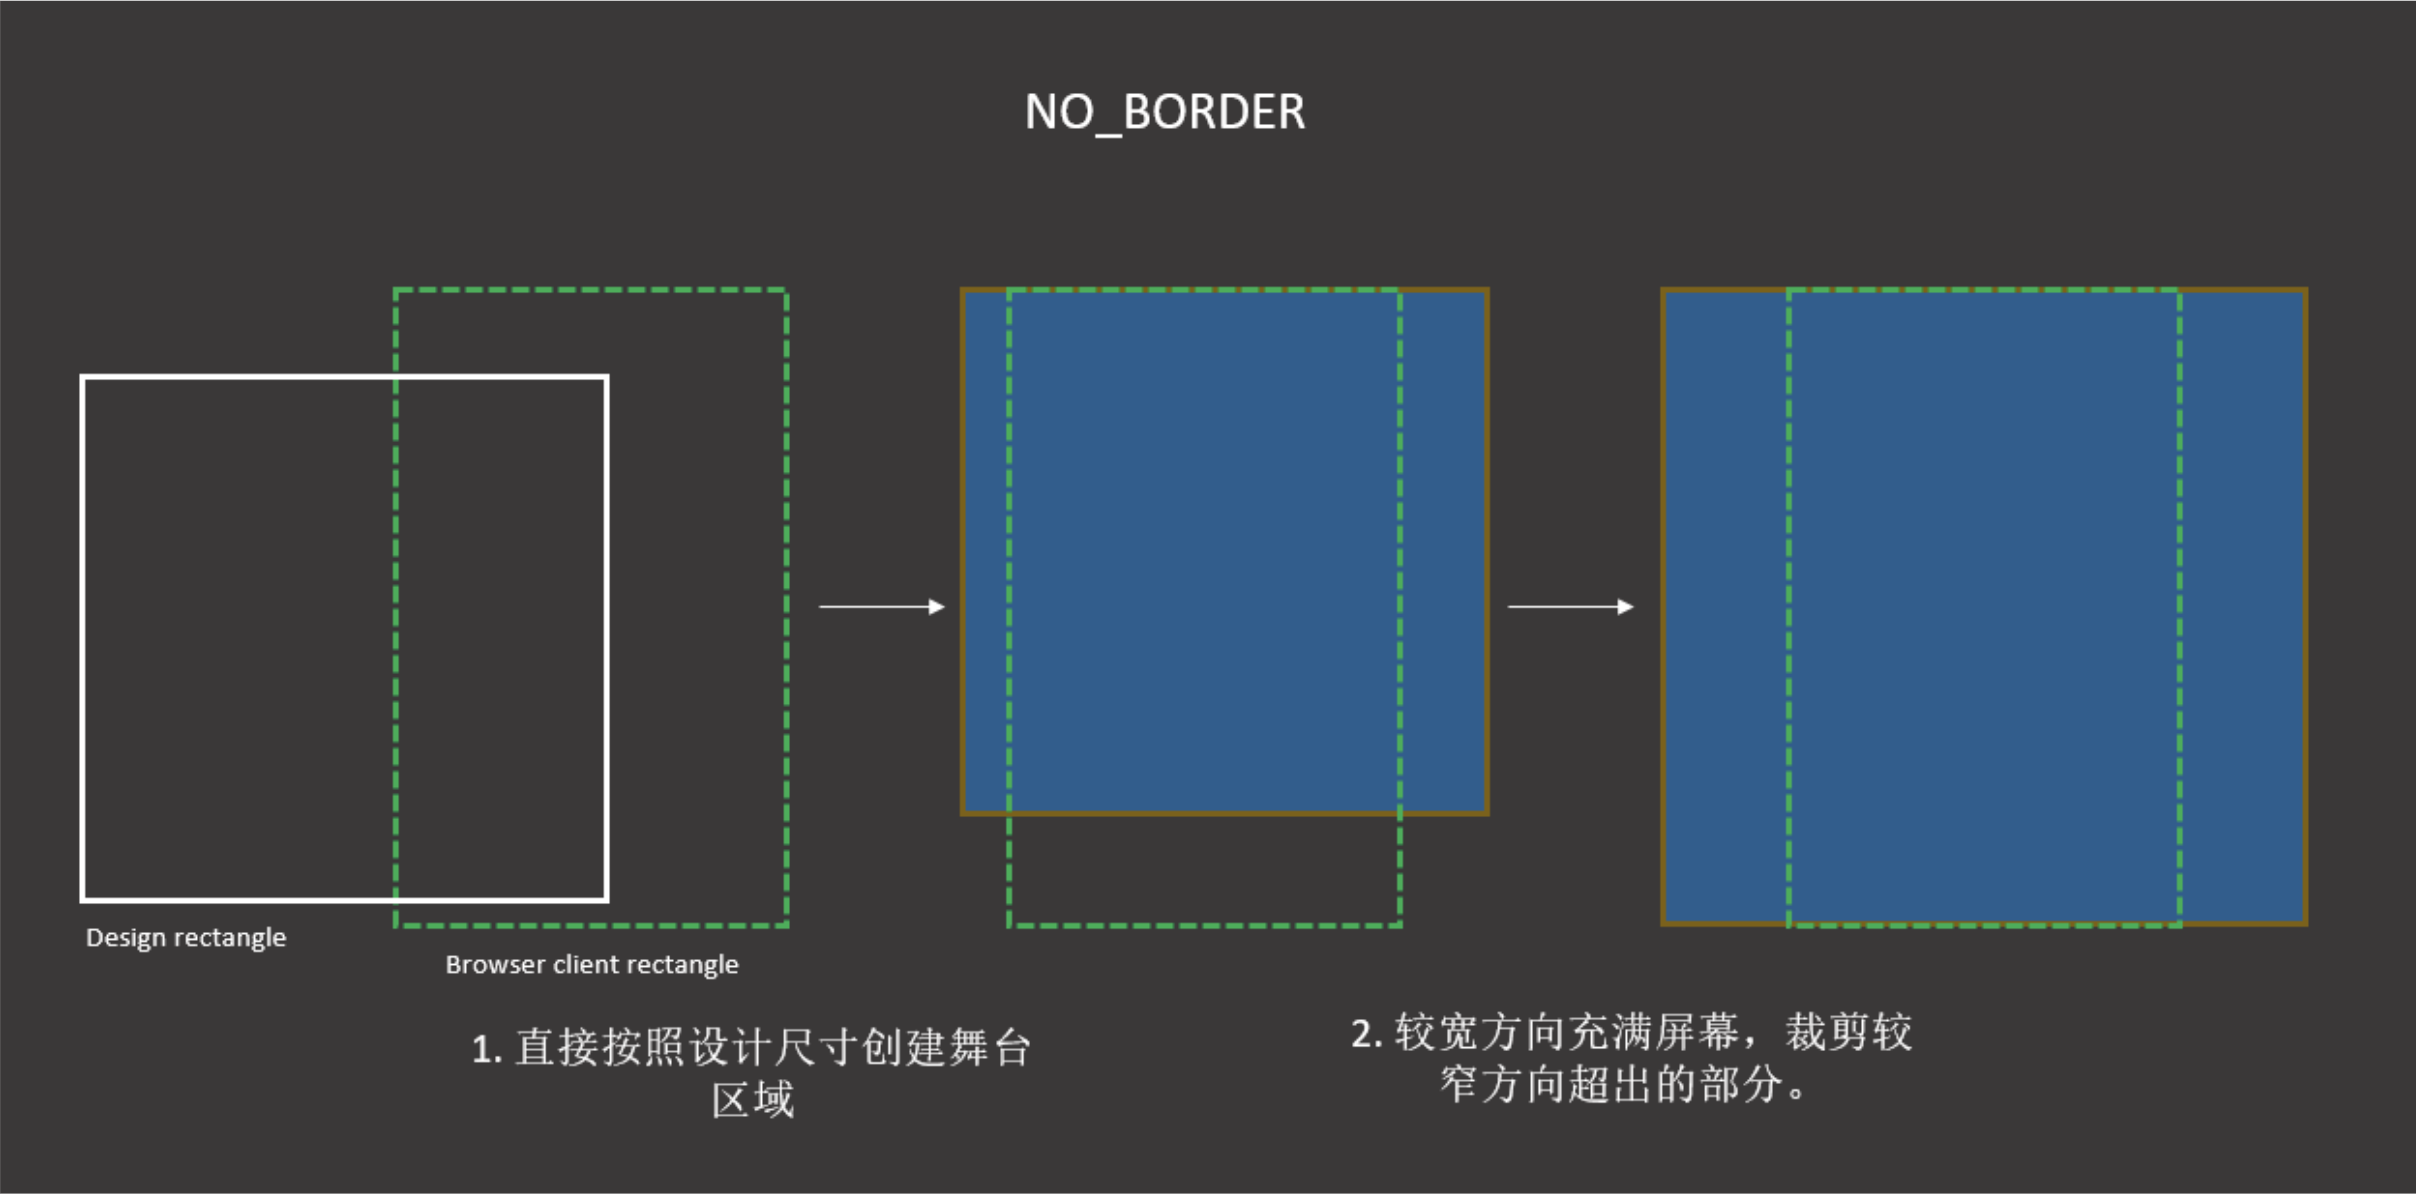 NO_BORDER
Design rectangle
Browser client rectangle
1. 直接按照设计尺寸创建舞台
区域
2. 较宽方向充满屏幕，裁剪较
窄方向超出的部分。